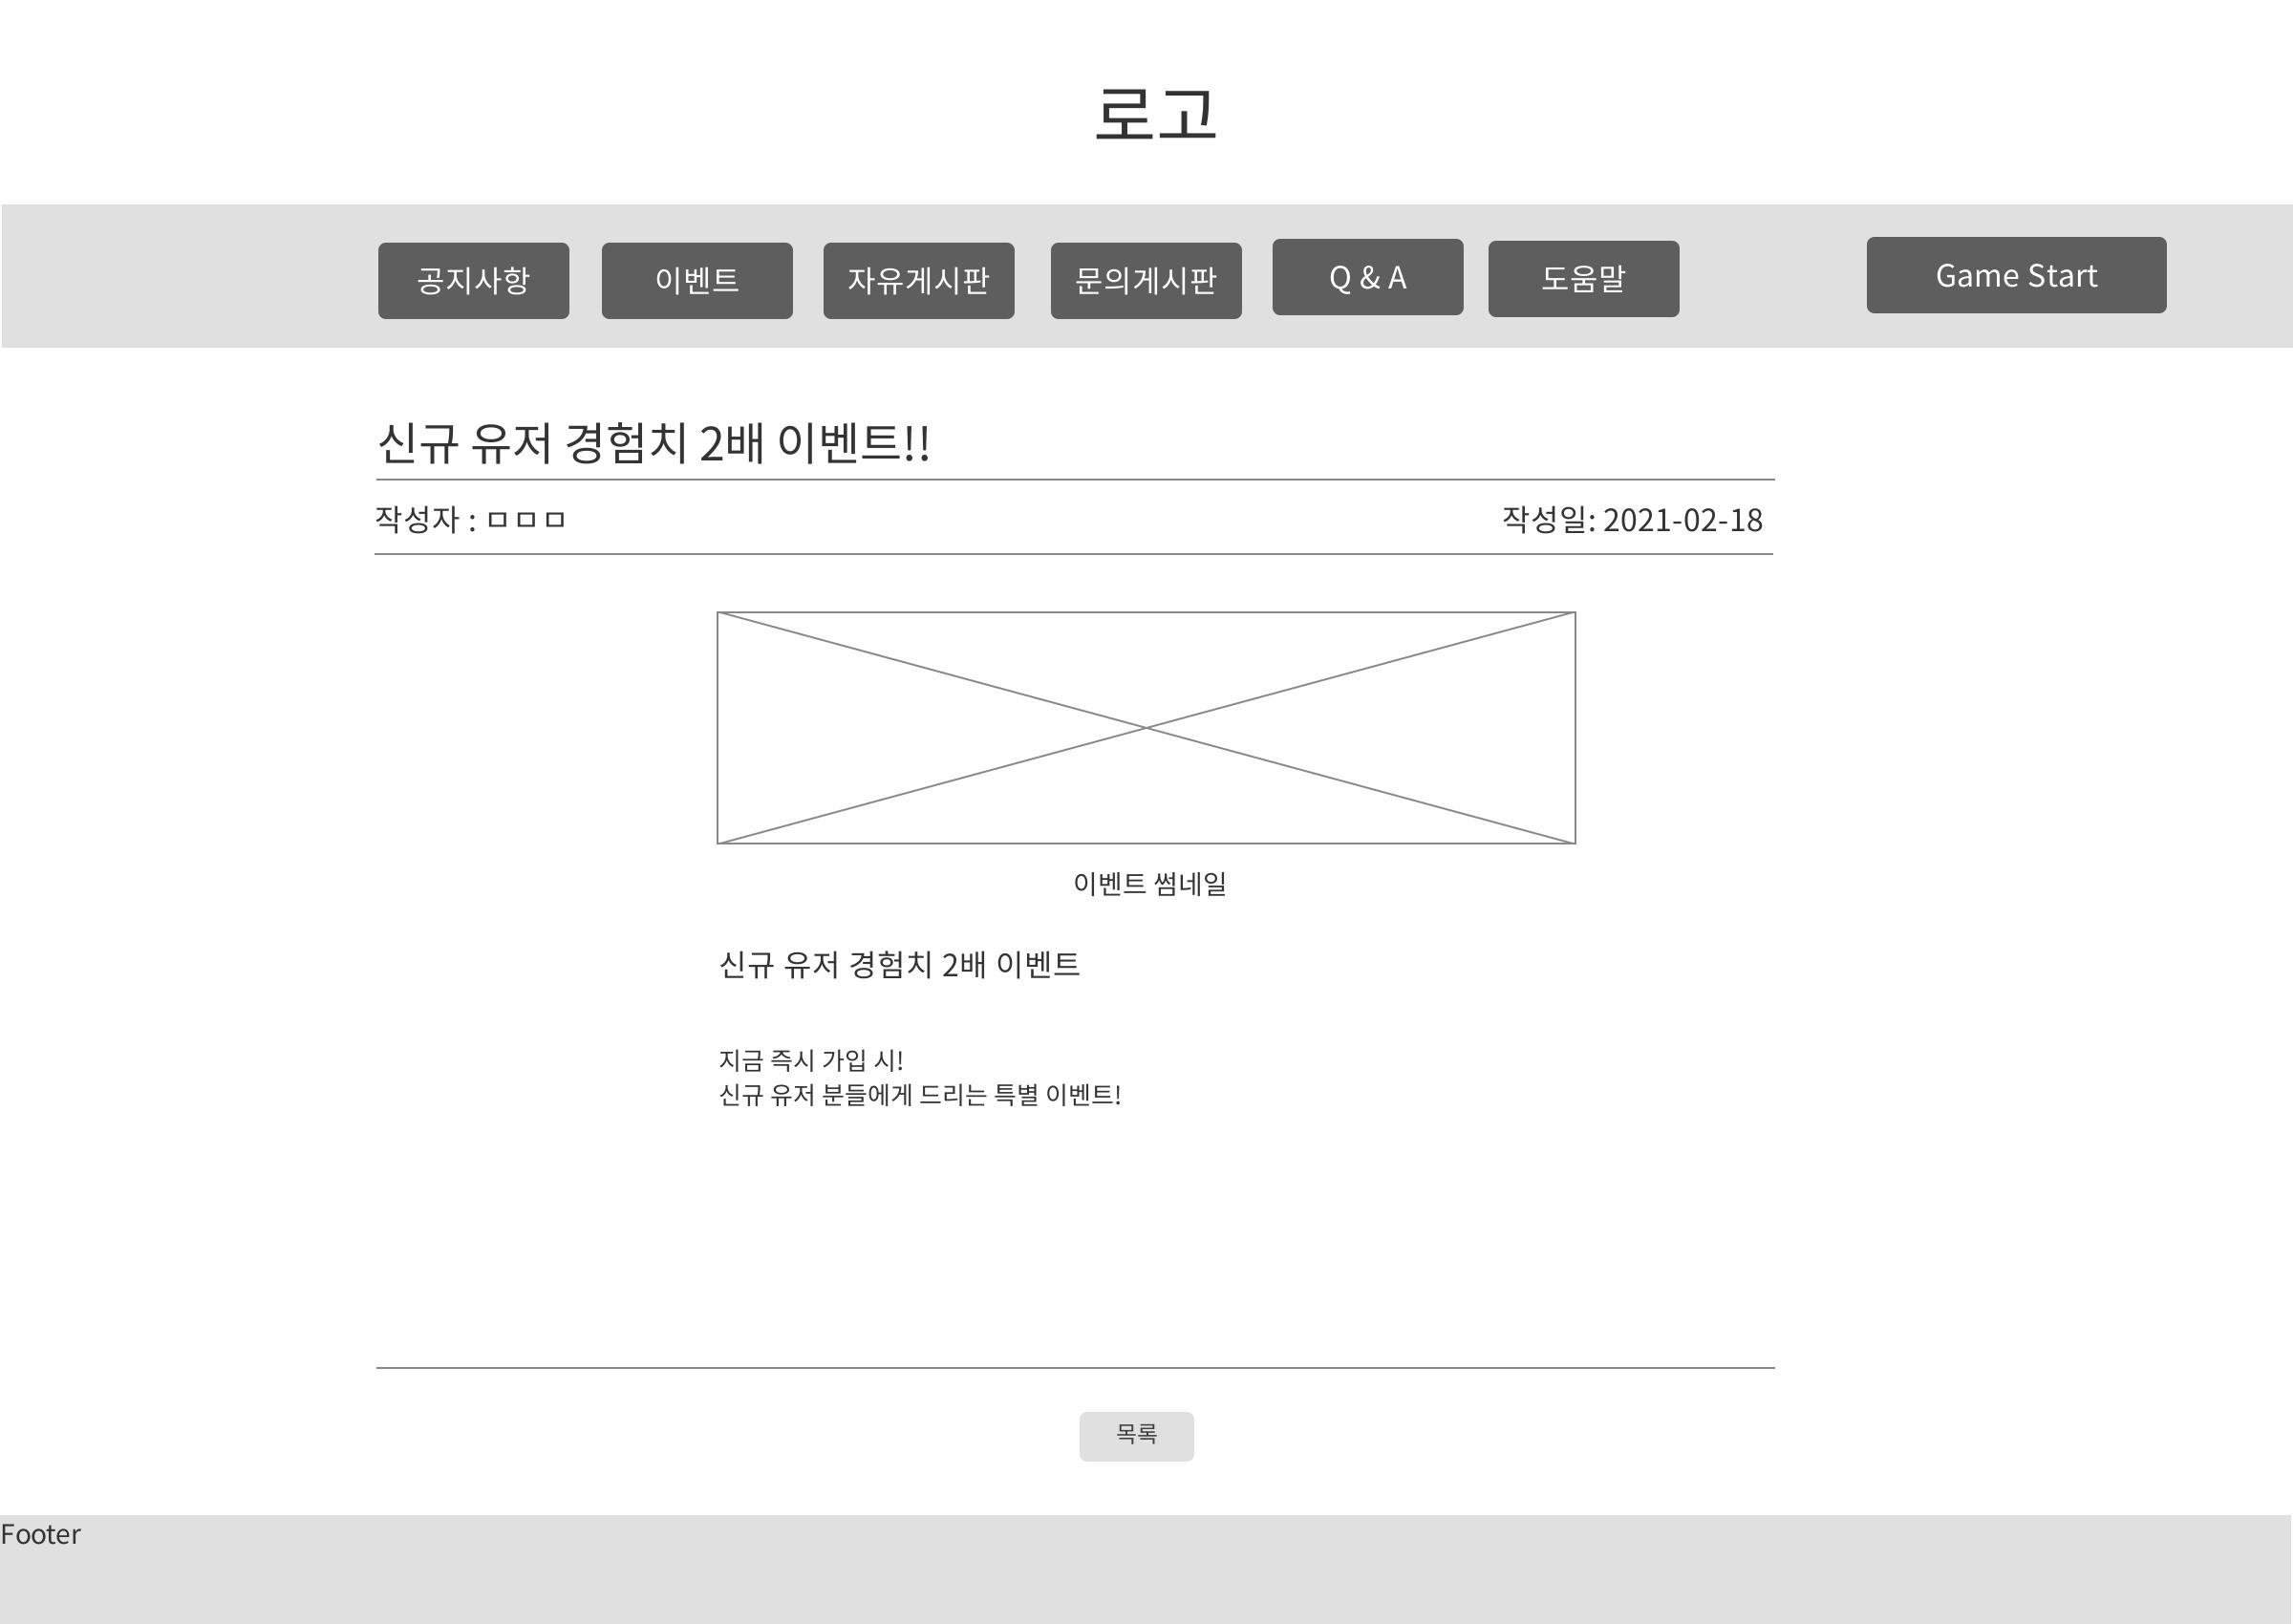 로고
공지사항 이벤트 자유게시판 문의게시판 Q & A 도움말 Game Start
신규 유저 경험치 2배 이벤트!!
작성자 : ㅁㅁㅁ 작성일: 2021-02-18
이벤트 썸네일
신규 유저 경험치 2배 이벤트
지금 즉시 가입 시!
신규 유저 분들에게 드리는 특별 이벤트!
목록
Footer